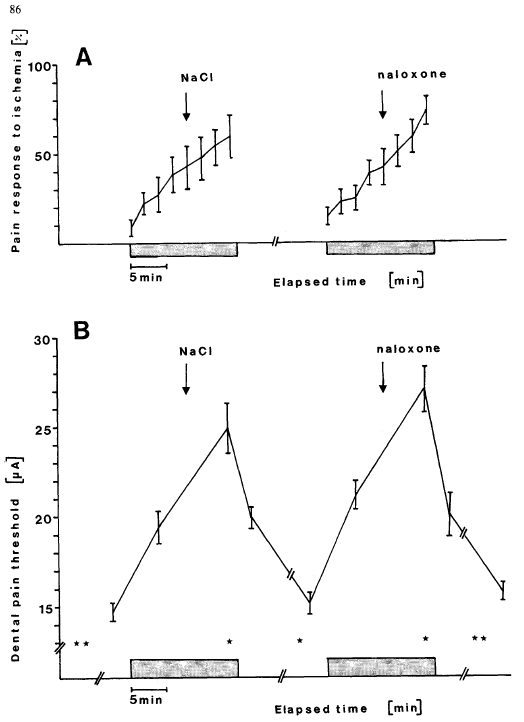 86
A
Pain response to ischemia [%]
100
50
NaCl
naloxone
5min
Elapsed time [min]
B
Dental pain threshold [µA]
30
25
20
15
NaCl
naloxone
** * * * **
5min
Elapsed time [min]